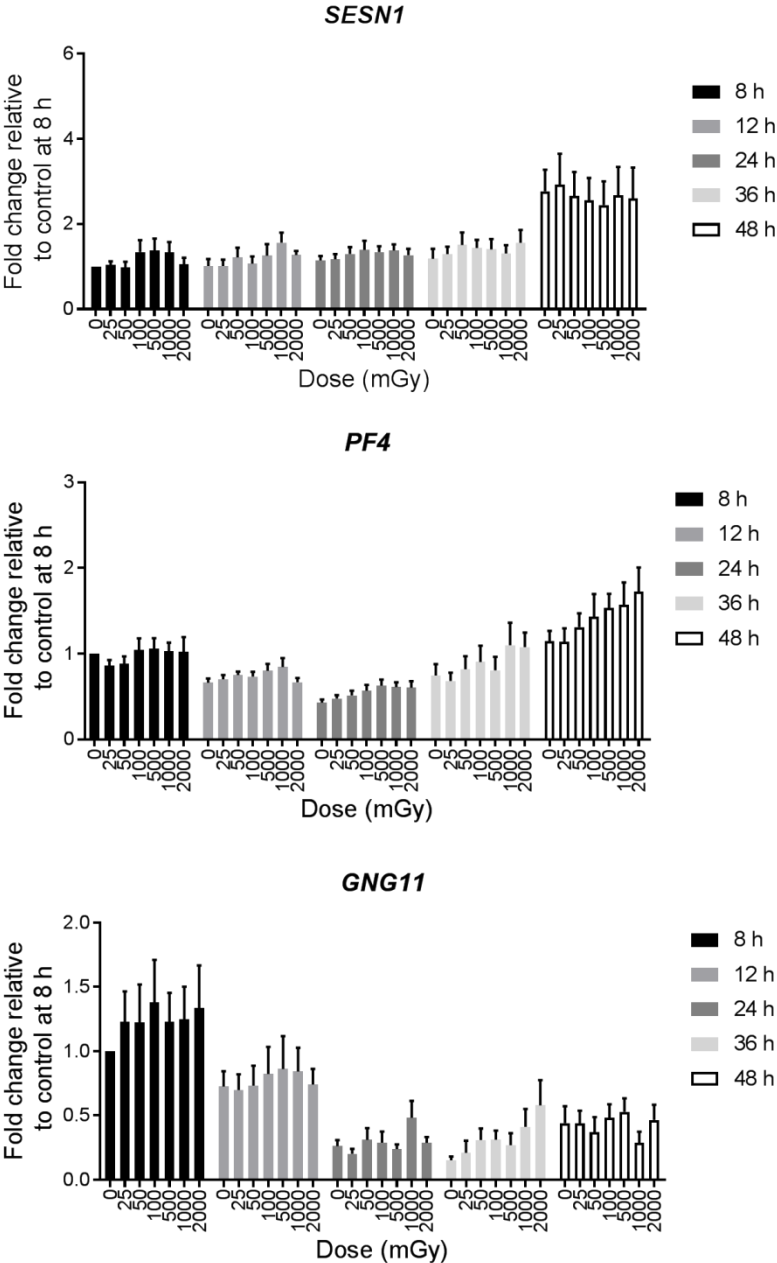 SESN1
Fold change relative
to control at 8 h
6
4
2
0
0 25 50 100 500 1000 2000 0 25 50 100 500 1000 2000 0 25 50 100 500 1000 2000 0 25 50 100 500 1000 2000 0 25 50 100 500 1000 2000
Dose (mGy)
8 h
12 h
24 h
36 h
48 h
PF4
Fold change relative
to control at 8 h
3
2
1
0
0 25 50 100 500 1000 2000 0 25 50 100 500 1000 2000 0 25 50 100 500 1000 2000 0 25 50 100 500 1000 2000 0 25 50 100 500 1000 2000
Dose (mGy)
8 h
12 h
24 h
36 h
48 h
GNG11
Fold change relative
to control at 8 h
2.0
1.5
1.0
0.5
0.0
0 25 50 100 500 1000 2000 0 25 50 100 500 1000 2000 0 25 50 100 500 1000 2000 0 25 50 100 500 1000 2000 0 25 50 100 500 1000 2000
Dose (mGy)
8 h
12 h
24 h
36 h
48 h